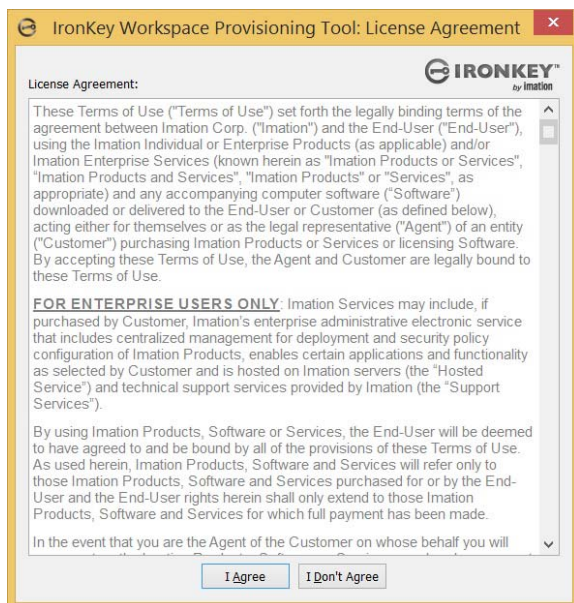 IronKey Workspace Provisioning Tool: License Agreement
IRONKEY™
by imation
License Agreement:
These Terms of Use ("Terms of Use") set forth the legally binding terms of the
agreement between Imation Corp. ("Imation") and the End-User ("End-User"),
using the Imation Individual or Enterprise Products (as applicable) and/or
Imation Enterprise Services (known herein as "Imation Products or Services",
"Imation Products and Services", "Imation Products" or "Services", as
appropriate) and any accompanying computer software (“Software”)
downloaded or delivered to the End-User or Customer (as defined below),
acting either for themselves or as the legal representative ("Agent") of an entity
("Customer") purchasing Imation Products or Services or licensing Software.
By accepting these Terms of Use, the Agent and Customer are legally bound to
these Terms of Use.
FOR ENTERPRISE USERS ONLY: Imation Services may include, if
purchased by Customer, Imation's enterprise administrative electronic service
that includes centralized management for deployment and security policy
configuration of Imation Products, enables certain applications and functionality
as selected by Customer and is hosted on Imation servers (the “Hosted
Service”) and technical support services provided by Imation (the “Support
Services”).
By using Imation Products, Software or Services, the End-User will be deemed
to have agreed to and be bound by all of the provisions of these Terms of Use.
As used herein, Imation Products, Software and Services will refer only to
those Imation Products, Software and Services purchased for or by the End-
User and the End-User rights herein shall only extend to those Imation
Products, Software and Services for which full payment has been made.
In the event that you are the Agent of the Customer on whose behalf you will
I Agree
I Don't Agree